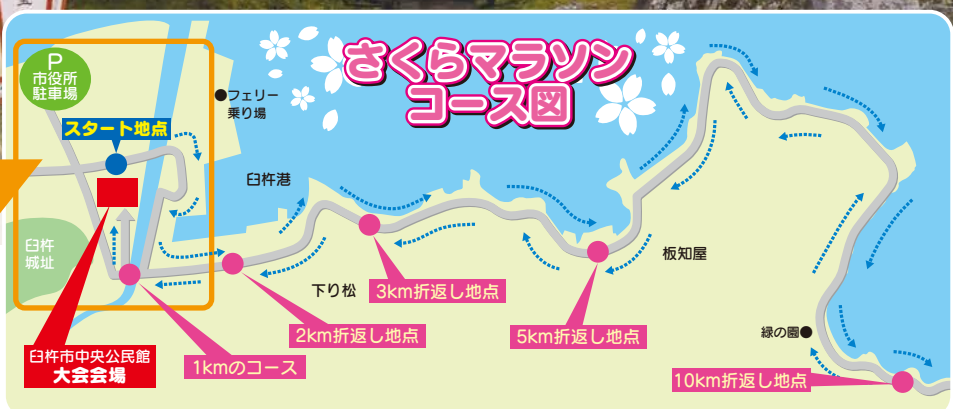 さくらマラソン
コース図
P
市役所
駐車場
スタート地点
フェリー
乗り場
臼杵港
臼杵
城址
下り松
板知屋
緑の園
臼杵市中央公民館
大会会場
1kmのコース
2km折返し地点
3km折返し地点
5km折返し地点
10km折返し地点